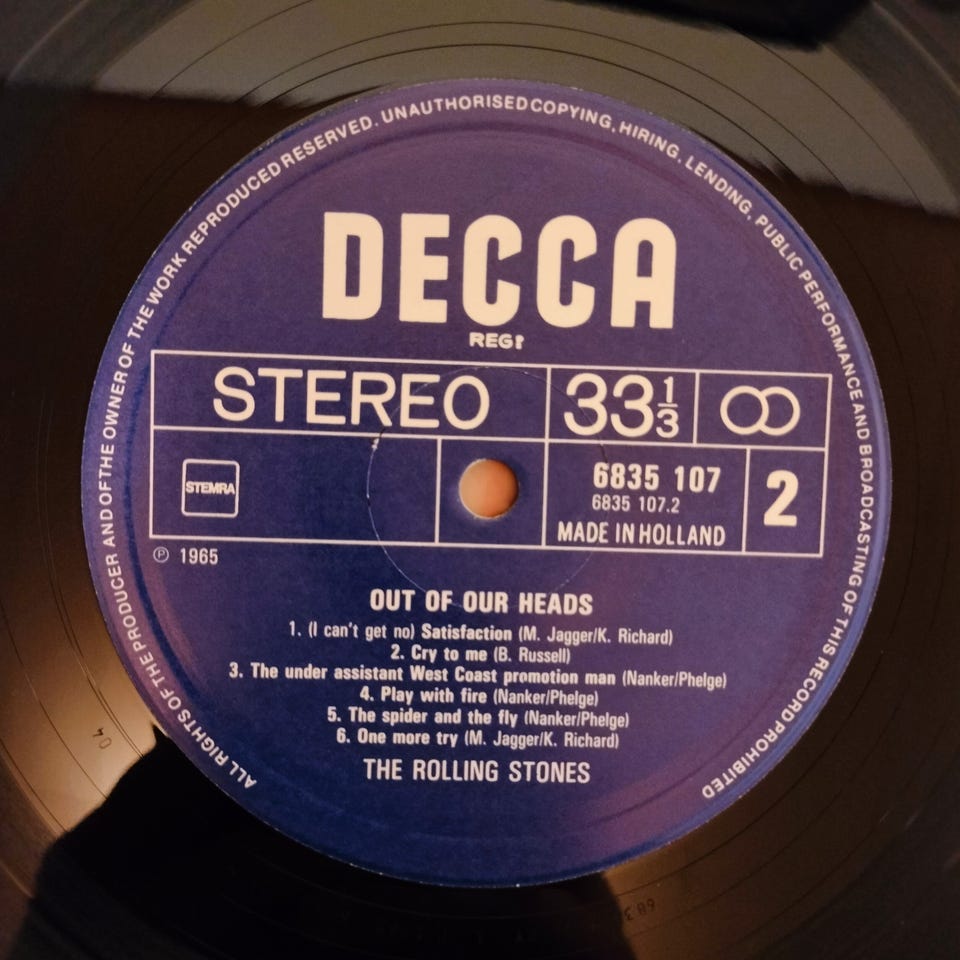 ALL RIGHTS OF THE PRODUCER AND OF THE OWNER OF THE WORK REPRODUCED RESERVED. UNAUTHORISED COPYING, HIRING, LENDING, PUBLIC PERFORMANCE AND BROADCASTING OF THIS RECORD PROHIBITED
DECCA
REGD
STEREO 33 1/3
STEMRA
6835 107
6835 107.2
MADE IN HOLLAND
2
℗ 1965
OUT OF OUR HEADS
1. (I can't get no) Satisfaction (M. Jagger/K. Richard)
2. Cry to me (B. Russell)
3. The under assistant West Coast promotion man (Nanker/Phelge)
4. Play with fire (Nanker/Phelge)
5. The spider and the fly (Nanker/Phelge)
6. One more try (M. Jagger/K. Richard)
THE ROLLING STONES
04